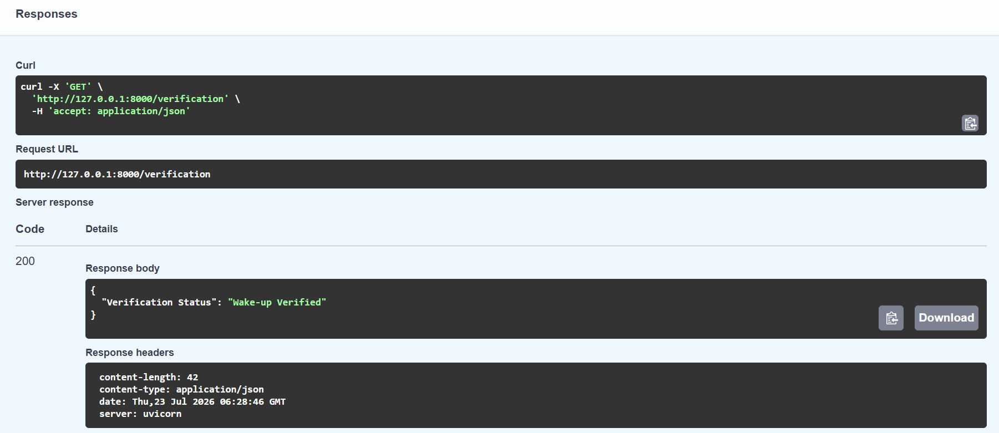 Responses
Curl
curl -X 'GET' \
'http://127.0.0.1:8000/verification' \
-H 'accept: application/json'
Request URL
http://127.0.0.1:8000/verification
Server response
Code Details
200
Response body
{
"Verification Status": "Wake-up Verified"
}
Download
Response headers
content-length: 42
content-type: application/json
date: Thu,23 Jul 2026 06:28:46 GMT
server: uvicorn